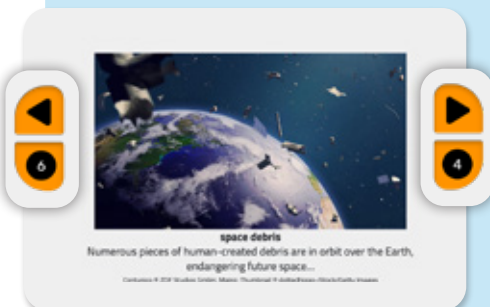 6
4
space debris
Numerous pieces of human-created debris are in orbit over the Earth,
endangering future space...